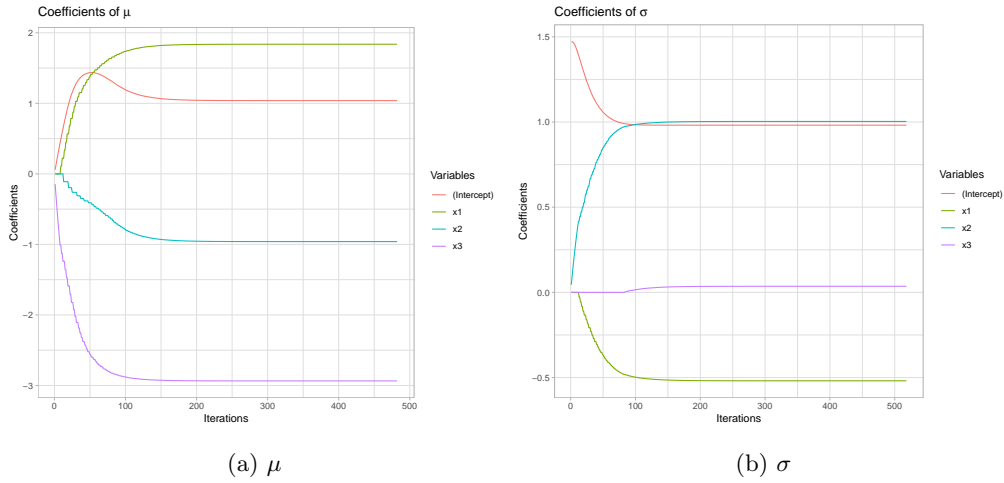 Coefficients of μ
2
1
0
−1
−2
−3
Coefficients
0
100
200
300
400
500
Iterations
Variables
(Intercept)
x1
x2
x3
(a) μ
Coefficients of σ
1.5
1.0
0.5
0.0
−0.5
Coefficients
0
100
200
300
400
500
Iterations
Variables
(Intercept)
x1
x2
x3
(b) σ